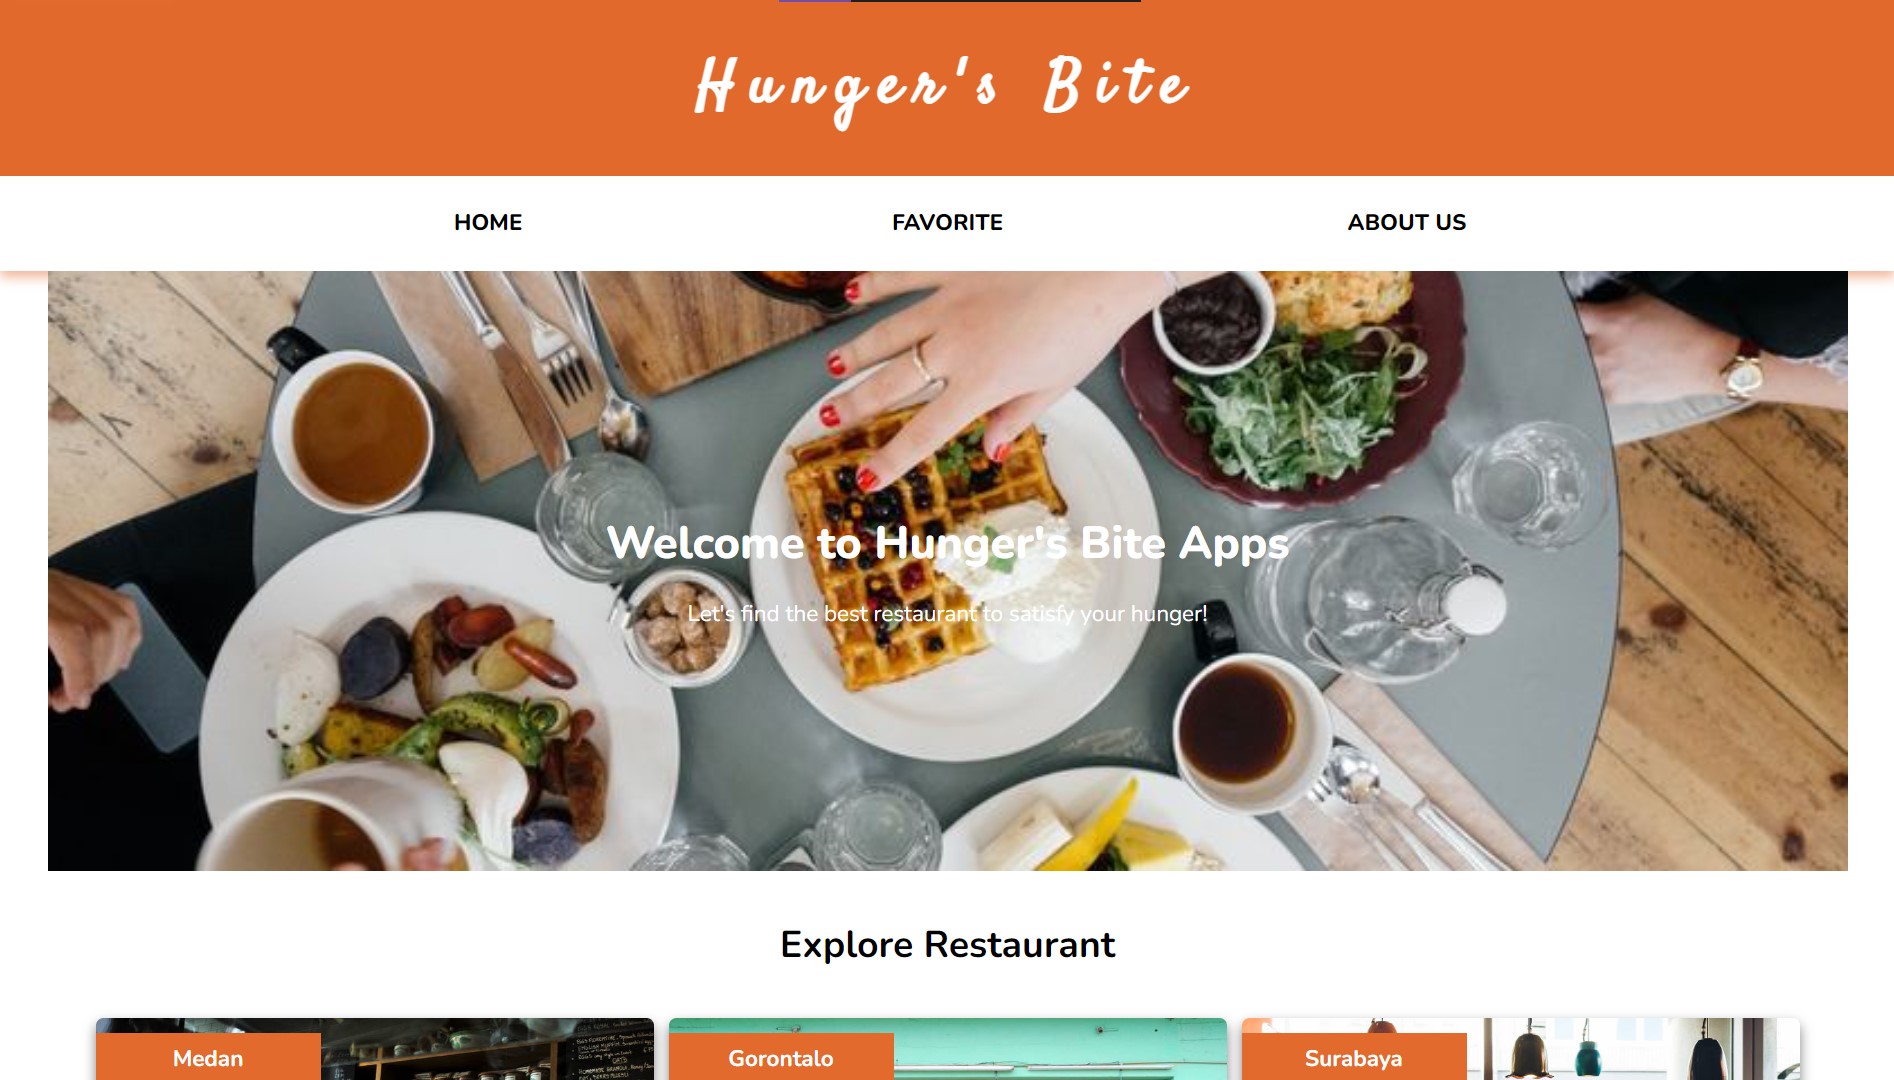 Hunger's Bite
HOME
FAVORITE
ABOUT US
Welcome to Hunger's Bite Apps
Let's find the best restaurant to satisfy your hunger!
Explore Restaurant
Medan
Gorontalo
Surabaya